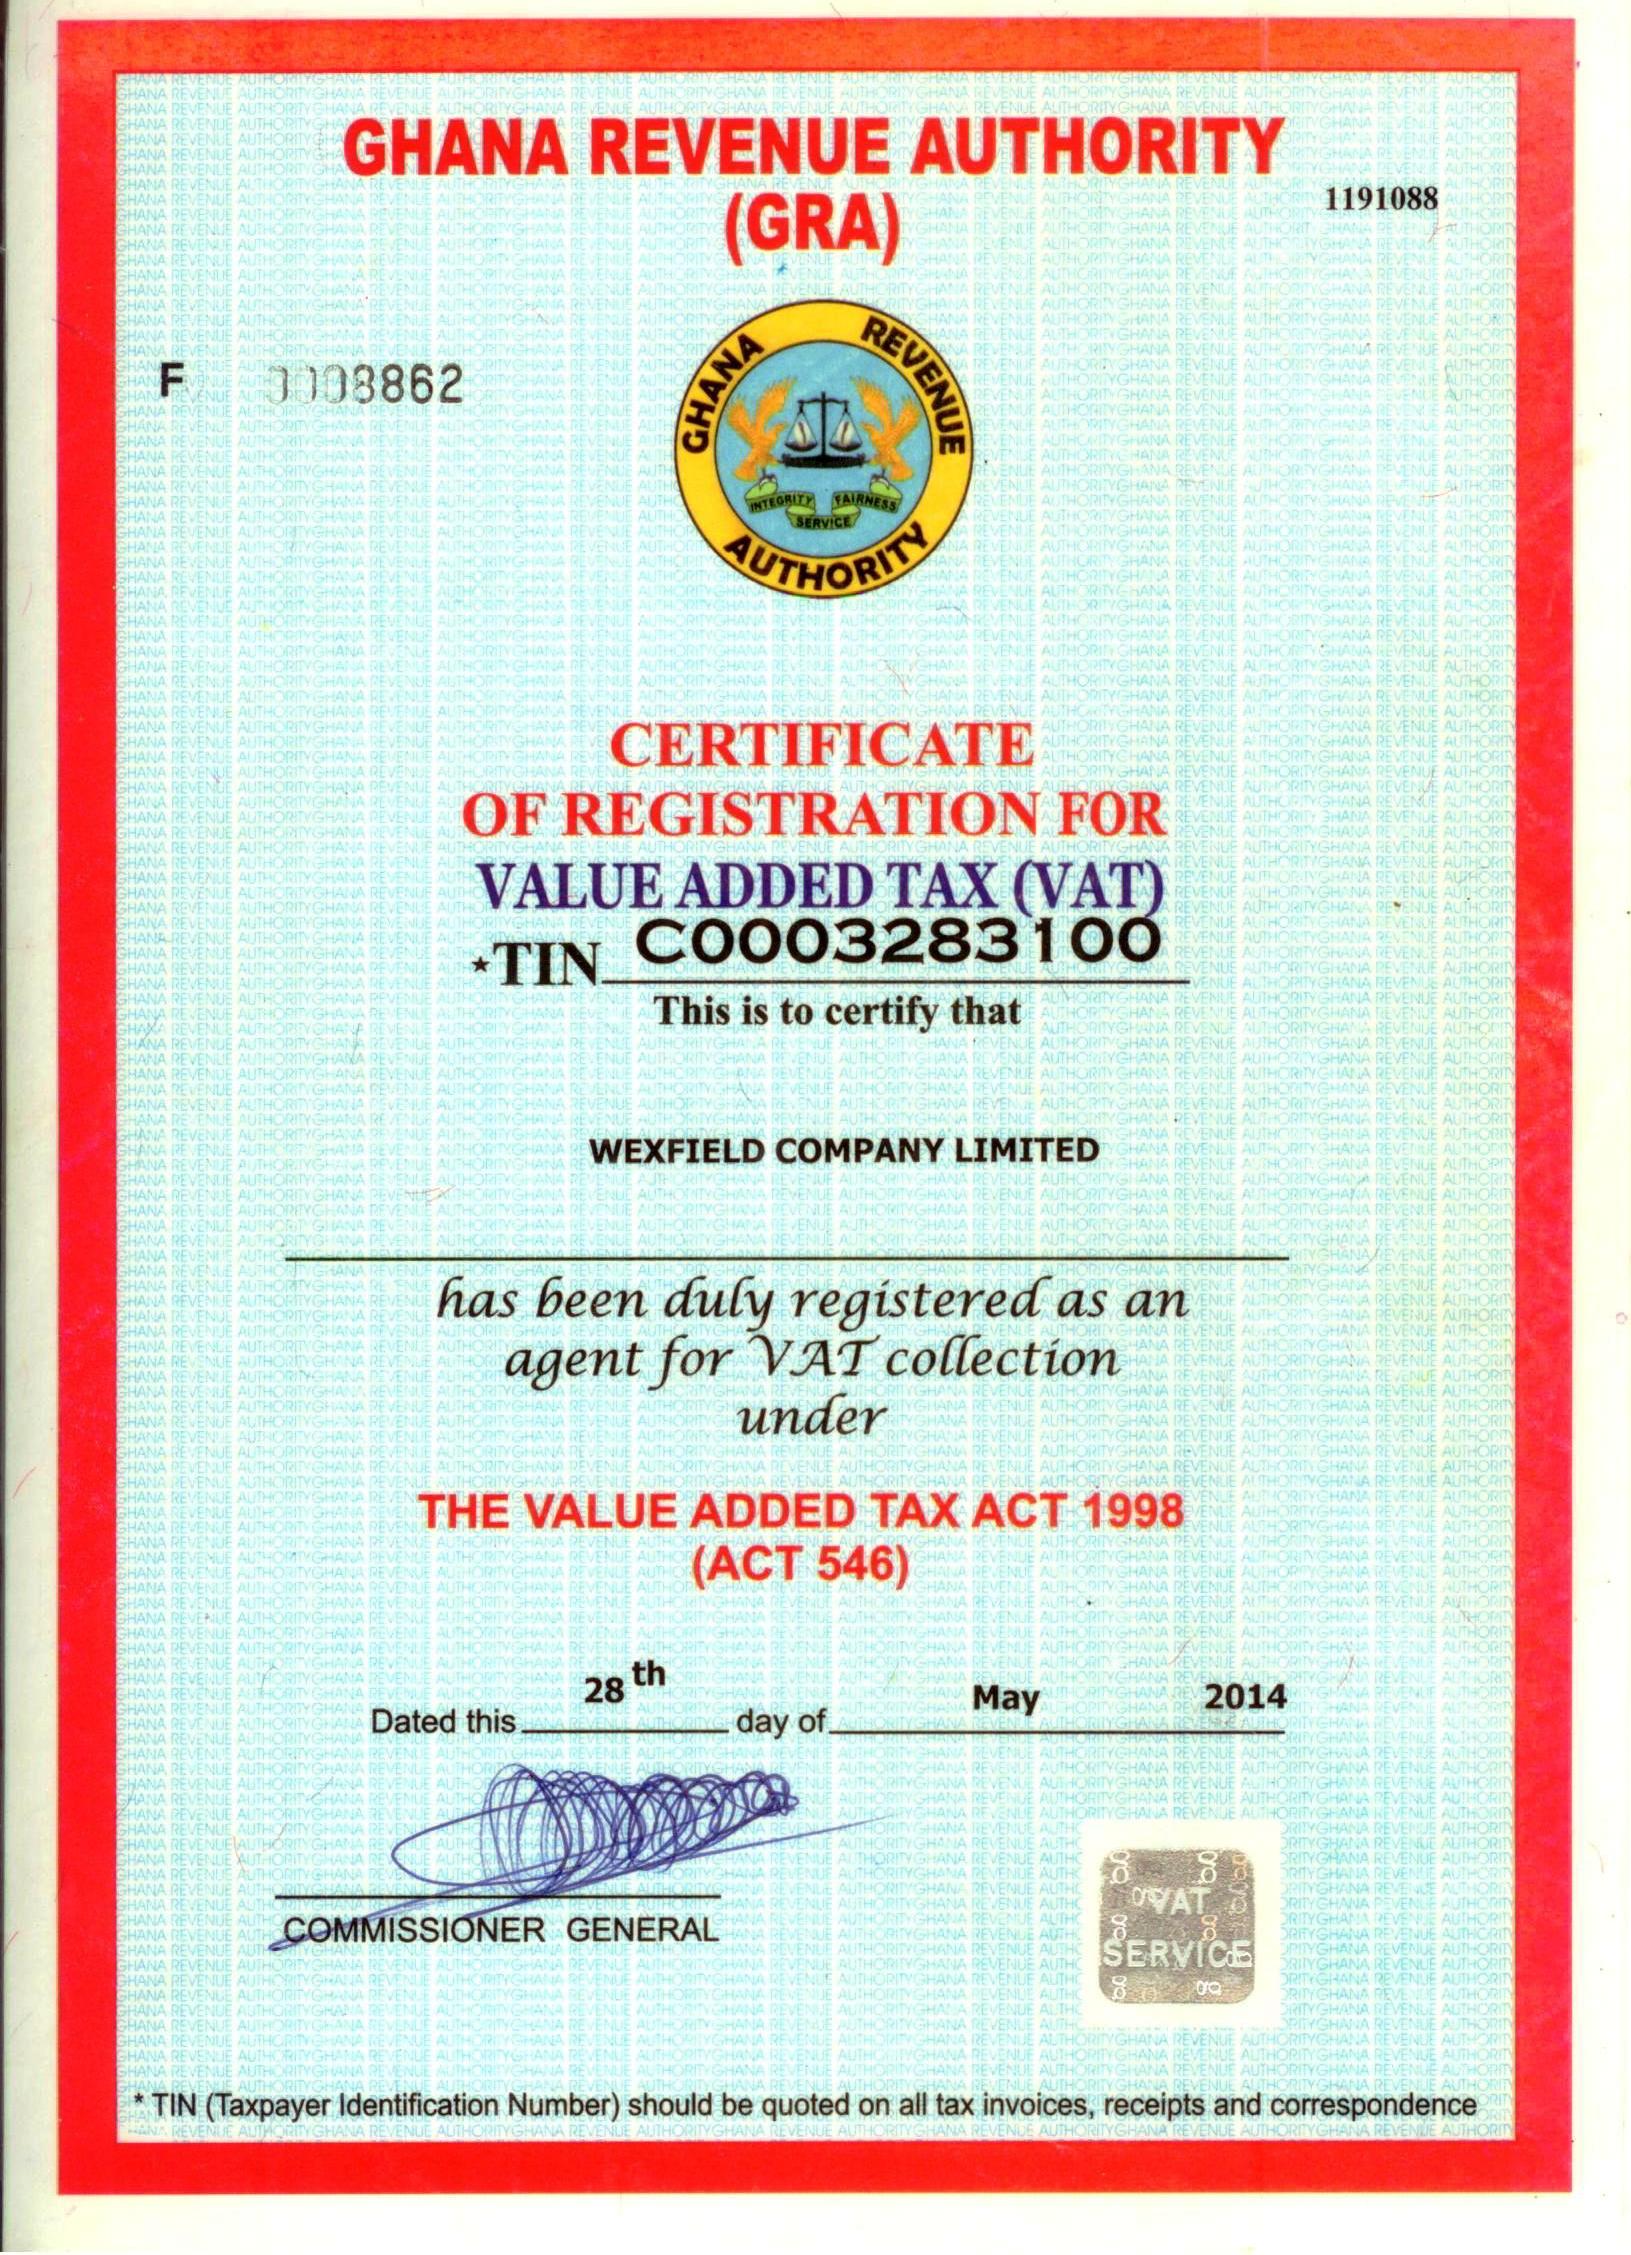 GHANA REVENUE AUTHORITY
(GRA)
1191088
F 0003862
GHANA REVENUE AUTHORITY
INTEGRITY FAIRNESS
SERVICE
CERTIFICATE
OF REGISTRATION FOR
VALUE ADDED TAX (VAT)
*TIN C0003283100
This is to certify that
WEXFIELD COMPANY LIMITED
has been duly registered as an
agent for VAT collection
under
THE VALUE ADDED TAX ACT 1998
(ACT 546)
Dated this 28th day of May 2014
COMMISSIONER GENERAL
VAT
SERVICE
* TIN (Taxpayer Identification Number) should be quoted on all tax invoices, receipts and correspondence